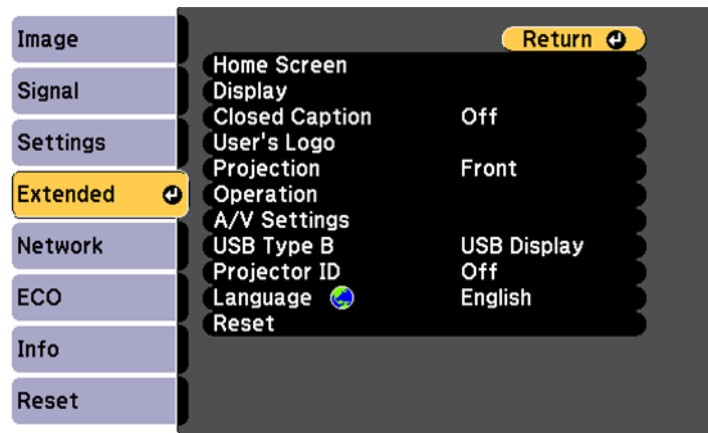 Image
Signal
Settings
Extended
Network
ECO
Info
Reset
Return
Home Screen
Display
Closed Caption Off
User's Logo
Projection Front
Operation
A/V Settings
USB Type B USB Display
Projector ID Off
Language English
Reset